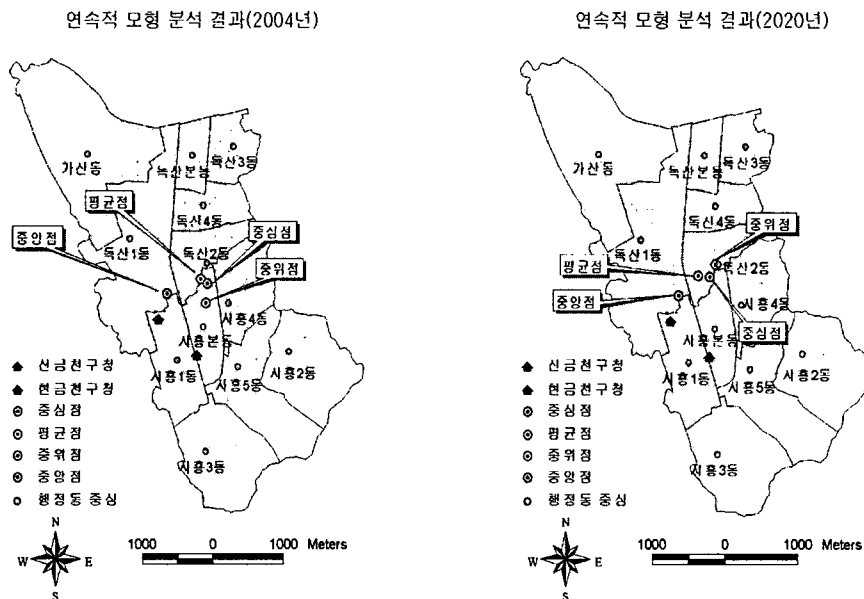 연속적 모형 분석 결과(2004년)
가산동
독산본동
독산3동
평균점
독산4동
중앙점
중심점
독산1동
독산2동
중위점
시흥4동
시흥본동
신금천구청
시흥1동
시흥2동
현금천구청
시흥5동
중심점
평균점
중위점
시흥3동
중앙점
행정동 중심
N
W
E
S
1000 0 1000 Meters
연속적 모형 분석 결과(2020년)
가산동
독산본동
독산3동
독산4동
중위점
독산1동
평균점
독산2동
중앙점
시흥4동
중심점
시흥본동
신금천구청
시흥1동
시흥2동
현금천구청
시흥5동
중심점
평균점
중위점
시흥3동
중앙점
행정동 중심
N
W
E
S
1000 0 1000 Meters